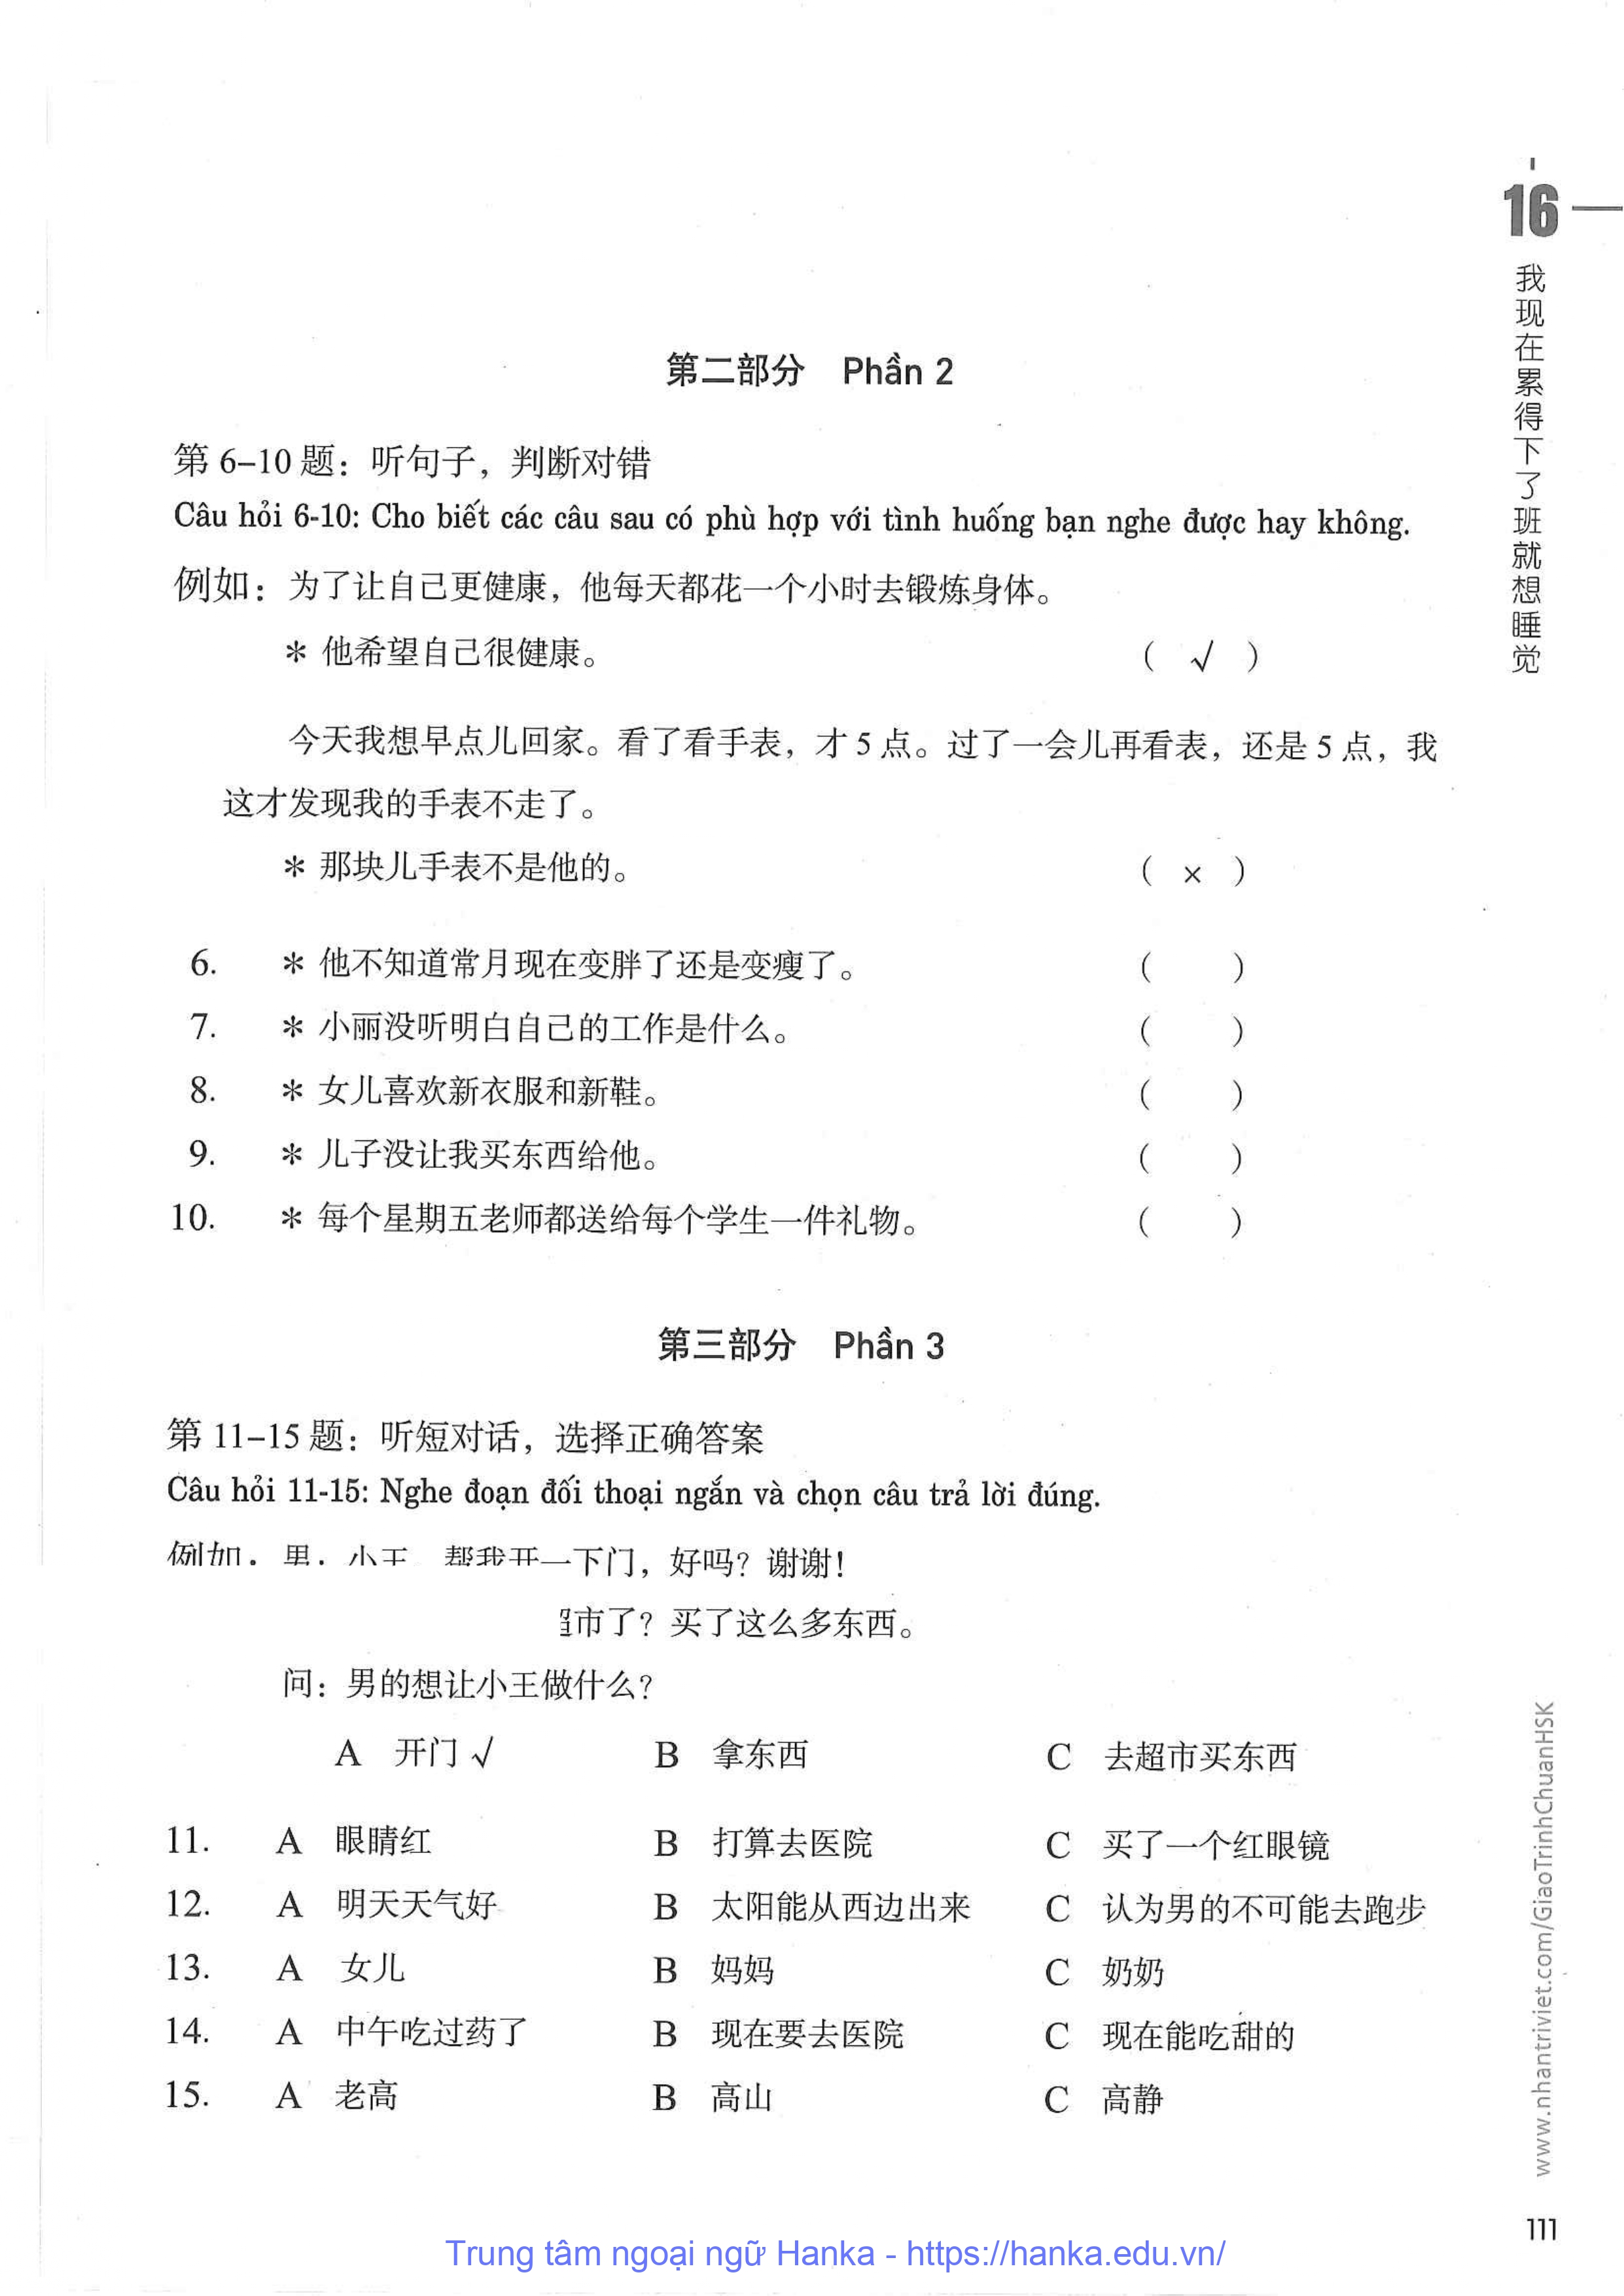 16
我现在累得下了班就想睡觉
第二部分 Phần 2
第 6-10 题：听句子，判断对错
Câu hỏi 6-10: Cho biết các câu sau có phù hợp với tình huống bạn nghe được hay không.
例如：为了让自己更健康，他每天都花一个小时去锻炼身体。
* 他希望自己很健康。 ( √ )
今天我想早点儿回家。看了看手表，才 5 点。过了一会儿再看表，还是 5 点，我
这才发现我的手表不走了。
* 那块儿手表不是他的。 ( × )
6. * 他不知道常月现在变胖了还是变瘦了。 ( )
7. * 小丽没听明白自己的工作是什么。 ( )
8. * 女儿喜欢新衣服和新鞋。 ( )
9. * 儿子没让我买东西给他。 ( )
10. * 每个星期五老师都送给每个学生一件礼物。 ( )
第三部分 Phần 3
第 11-15 题：听短对话，选择正确答案
Câu hỏi 11-15: Nghe đoạn đối thoại ngắn và chọn câu trả lời đúng.
例如：男：小王，帮我开一下门，好吗？谢谢！
市了？买了这么多东西。
问：男的想让小王做什么？
A 开门 √ B 拿东西 C 去超市买东西
11. A 眼睛红 B 打算去医院 C 买了一个红眼镜
12. A 明天天气好 B 太阳能从西边出来 C 认为男的不可能去跑步
13. A 女儿 B 妈妈 C 奶奶
14. A 中午吃过药了 B 现在要去医院 C 现在能吃甜的
15. A 老高 B 高山 C 高静
www.nhantriviet.com/GiaoTrinhChuanHSK
111
Trung tâm ngoại ngữ Hanka - https://hanka.edu.vn/